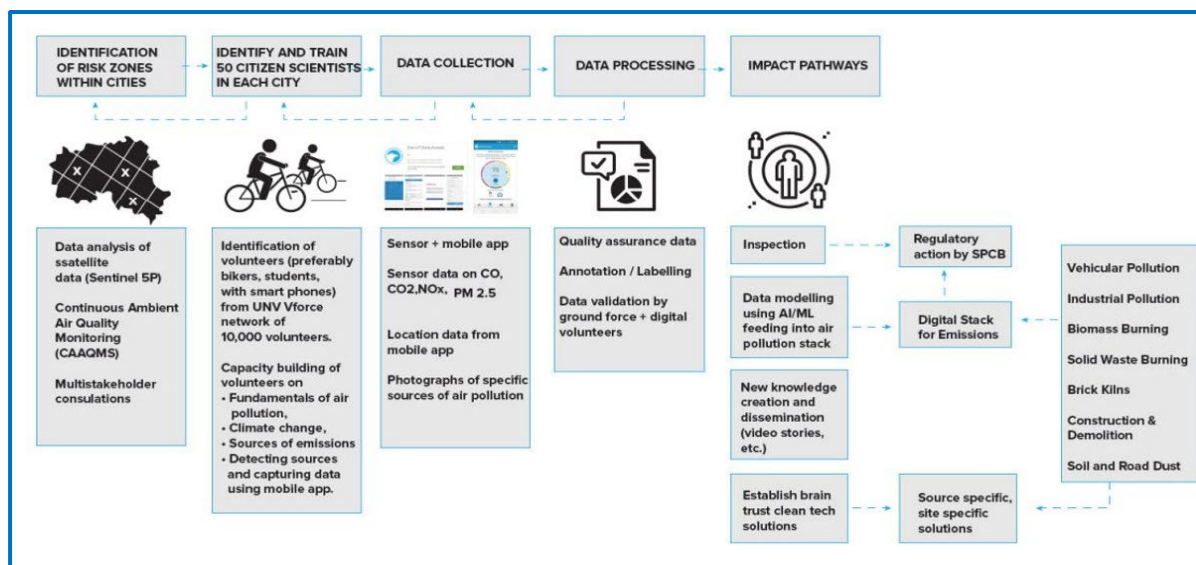 IDENTIFICATION
OF RISK ZONES
WITHIN CITIES
IDENTIFY AND TRAIN
50 CITIZEN SCIENTISTS
IN EACH CITY
DATA COLLECTION
DATA PROCESSING
IMPACT PATHWAYS
X
X
X
Data analysis of
ssatellite
data (Sentinel 5P)
Continuous Ambient
Air Quality
Monitoring
(CAAQMS)
Multistakeholder
consulations
Identification of
volunteers (preferably
bikers, students,
with smart phones)
from UNV Vforce
network of
10,000 volunteers.
Capacity building of
volunteers on
• Fundamentals of air
pollution,
• Climate change,
• Sources of emissions
• Detecting sources
and capturing data
using mobile app.
Sensor + mobile app
Sensor data on CO,
CO2,NOx, PM 2.5
Location data from
mobile app
Photographs of specific
sources of air pollution
Quality assurance data
Annotation / Labelling
Data validation by
ground force + digital
volunteers
Inspection
Regulatory
action by SPCB
Data modelling
using AI/ML
feeding into air
pollution stack
Digital Stack
for Emissions
New knowledge
creation and
dissemination
(video stories,
etc.)
Establish brain
trust clean tech
solutions
Source specific,
site specific
solutions
Vehicular Pollution
Industrial Pollution
Biomass Burning
Solid Waste Burning
Brick Kilns
Construction &
Demolition
Soil and Road Dust